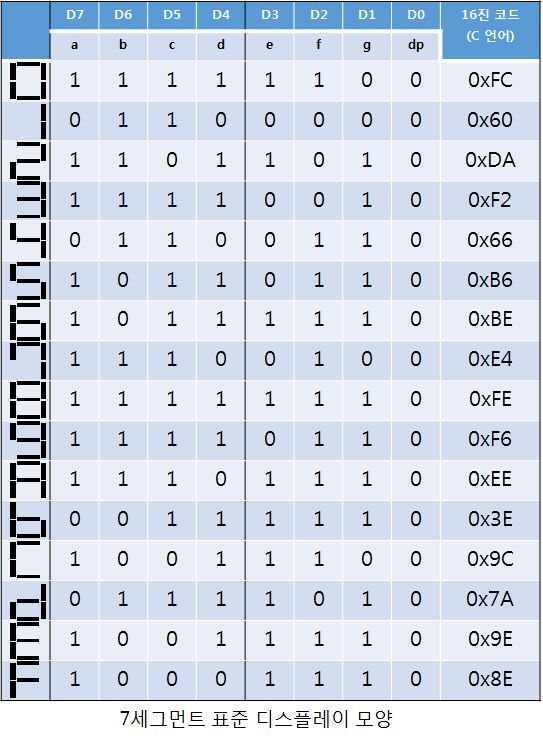 D7 D6 D5 D4 D3 D2 D1 D0 16진 코드
(C 언어)
a b c d e f g dp
0 1 1 1 1 1 1 0 0 0xFC
1 0 1 1 0 0 0 0 0 0x60
2 1 1 0 1 1 0 1 0 0xDA
3 1 1 1 1 0 0 1 0 0xF2
4 0 1 1 0 0 1 1 0 0x66
5 1 0 1 1 0 1 1 0 0xB6
6 1 0 1 1 1 1 1 0 0xBE
7 1 1 1 0 0 1 0 0 0xE4
8 1 1 1 1 1 1 1 0 0xFE
9 1 1 1 1 0 1 1 0 0xF6
A 1 1 1 0 1 1 1 0 0xEE
b 0 0 1 1 1 1 1 0 0x3E
C 1 0 0 1 1 1 0 0 0x9C
d 0 1 1 1 1 0 1 0 0x7A
E 1 0 0 1 1 1 1 0 0x9E
F 1 0 0 0 1 1 1 0 0x8E
7세그먼트 표준 디스플레이 모양